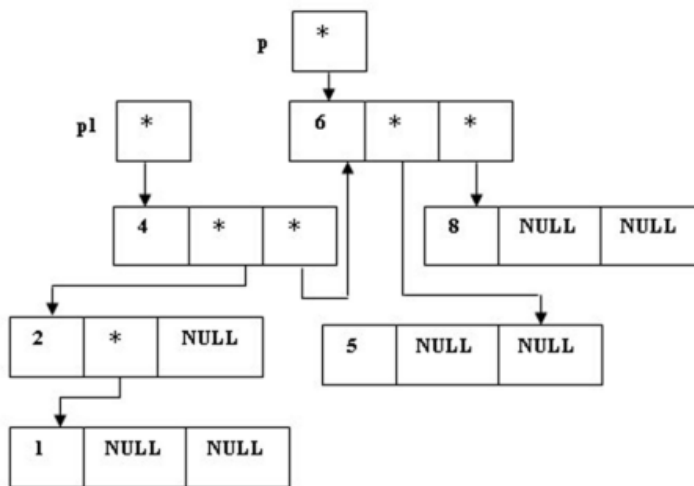 p *
p1 *
6 * *
4 * *
8 NULL NULL
2 * NULL
5 NULL NULL
1 NULL NULL